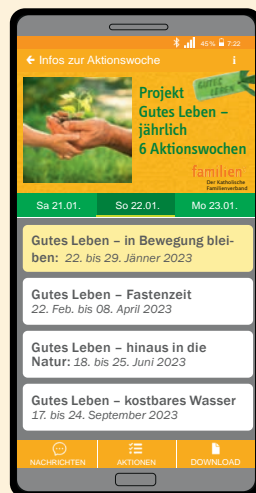 45% 7:22
Infos zur Aktionswoche i
GUTES
LEBEN
Projekt
Gutes Leben –
jährlich
6 Aktionswochen
familien
Der Katholische
Familienverband
Sa 21.01. So 22.01. Mo 23.01.
Gutes Leben – in Bewegung blei-
ben: 22. bis 29. Jänner 2023
Gutes Leben – Fastenzeit
22. Feb. bis 08. April 2023
Gutes Leben – hinaus in die
Natur: 18. bis 25. Juni 2023
Gutes Leben – kostbares Wasser
17. bis 24. September 2023
NACHRICHTEN AKTIONEN DOWNLOAD